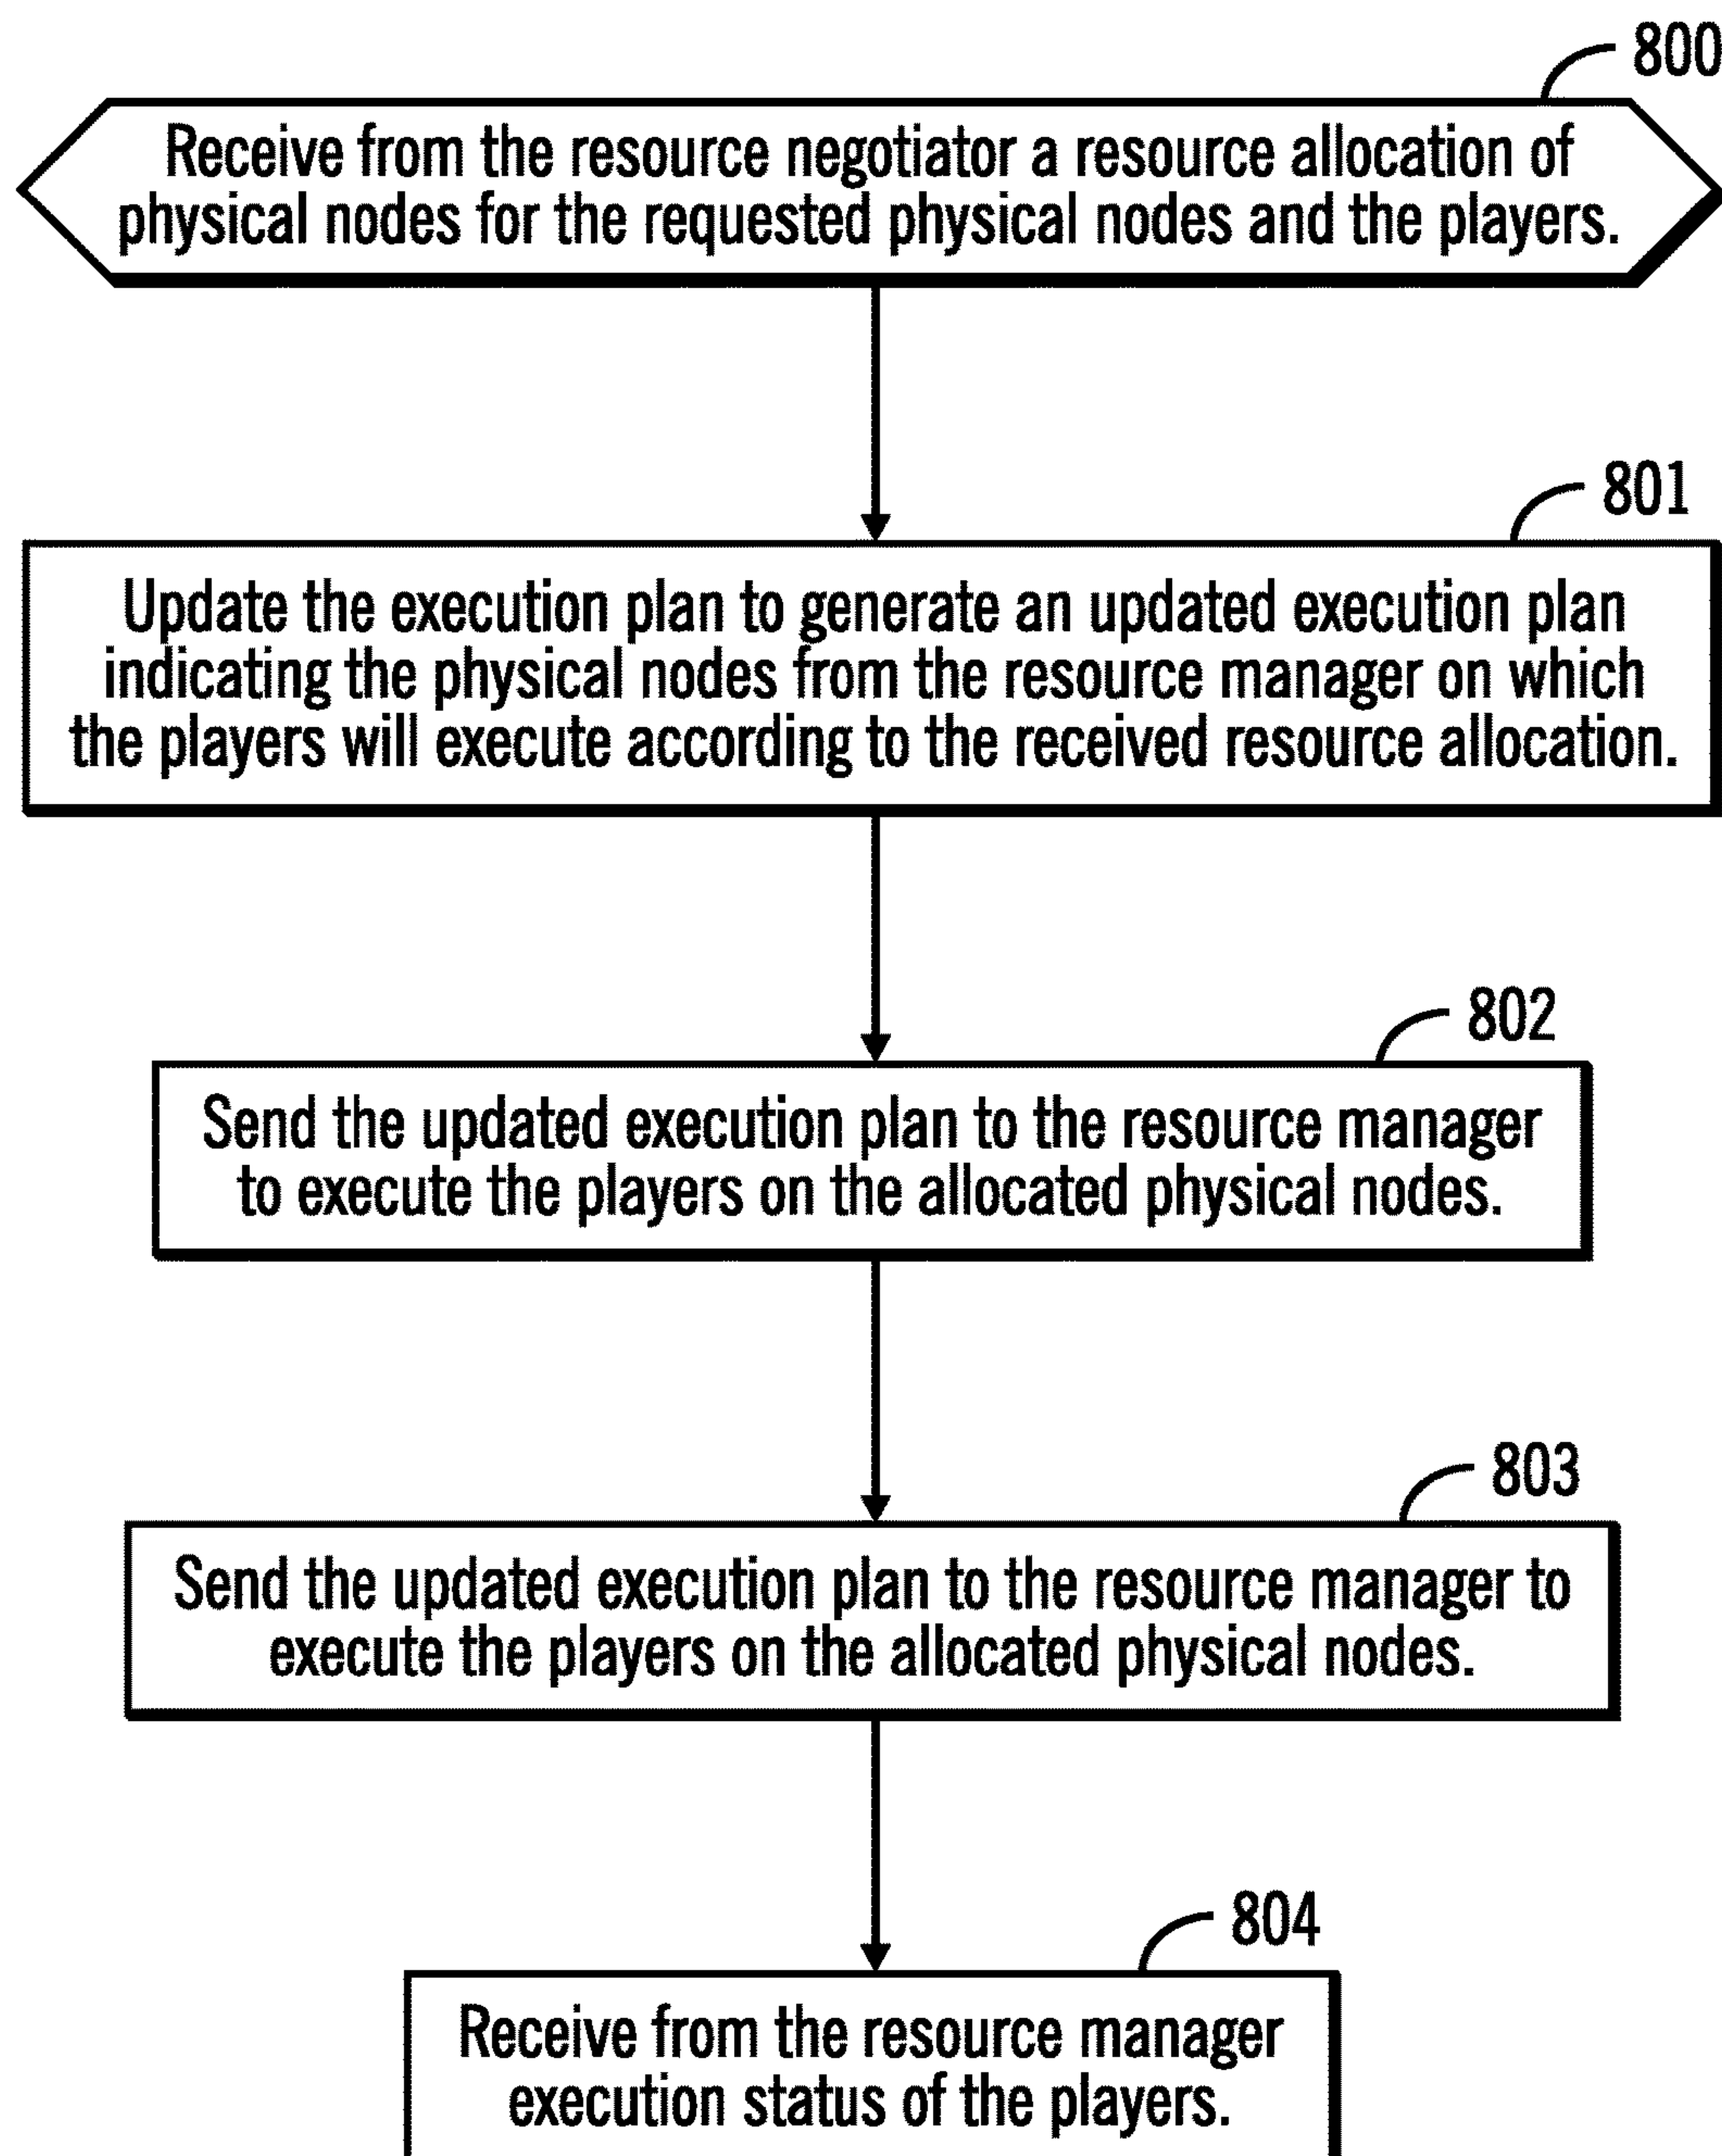 800
Receive from the resource negotiator a resource allocation of
physical nodes for the requested physical nodes and the players.
801
Update the execution plan to generate an updated execution plan
indicating the physical nodes from the resource manager on which
the players will execute according to the received resource allocation.
802
Send the updated execution plan to the resource manager
to execute the players on the allocated physical nodes.
803
Send the updated execution plan to the resource manager to
execute the players on the allocated physical nodes.
804
Receive from the resource manager
execution status of the players.